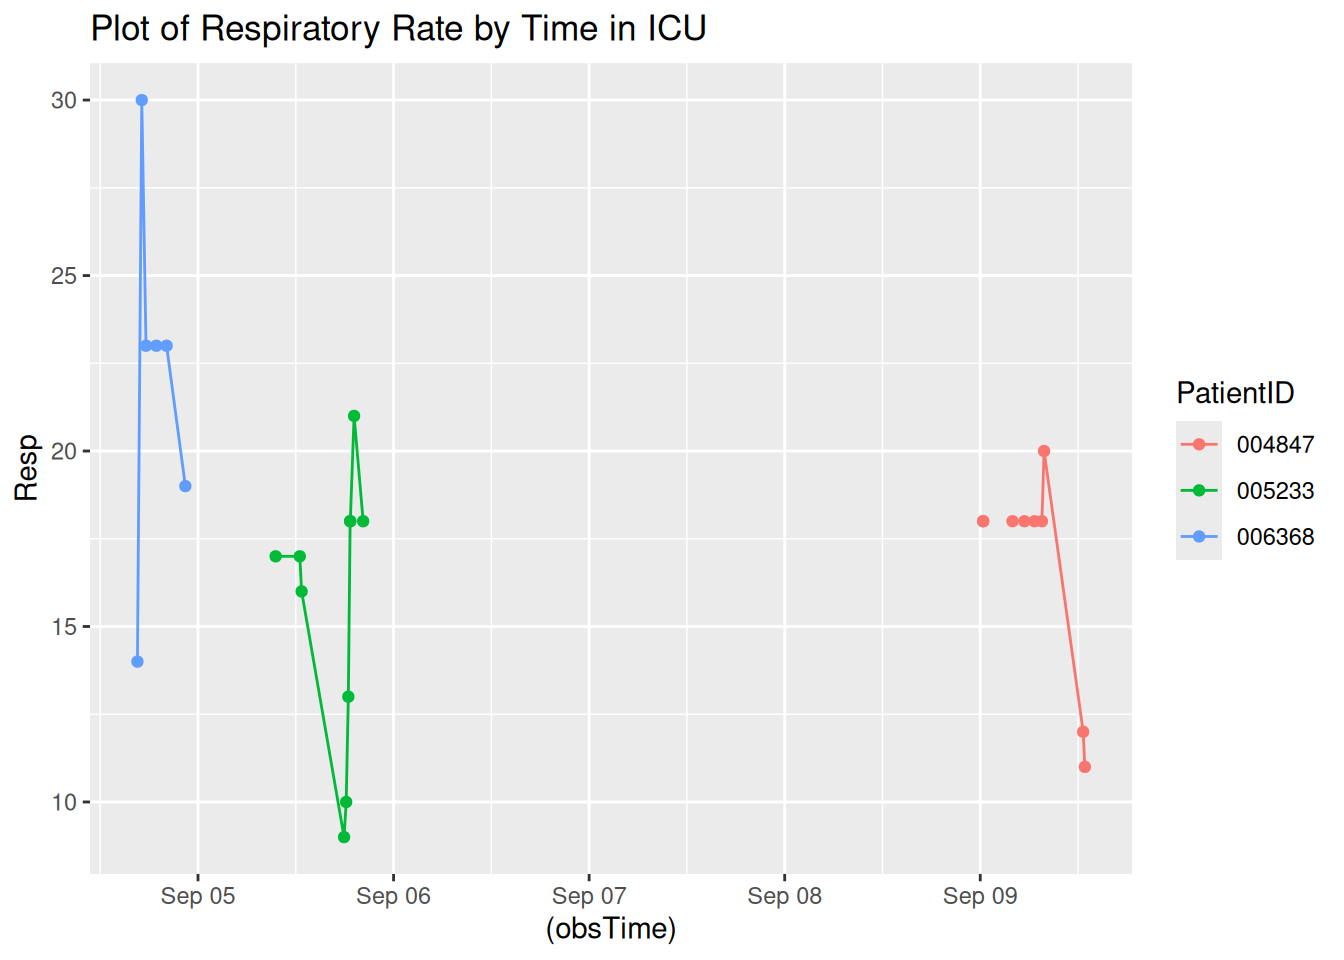 Plot of Respiratory Rate by Time in ICU
30
25
20
15
10
Resp
Sep 05
Sep 06
Sep 07
Sep 08
Sep 09
(obsTime)
PatientID
004847
005233
006368